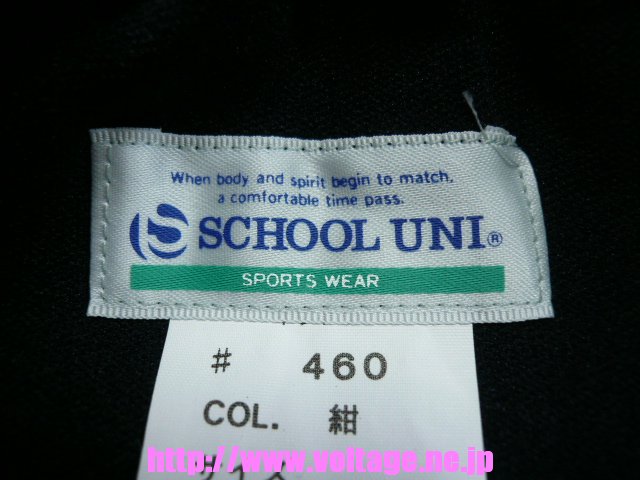 When body and spirit begin to match.
a comfortable time pass.
S SCHOOL UNI®
SPORTS WEAR
# 460
COL. 紺
http://www.voltage.ne.jp